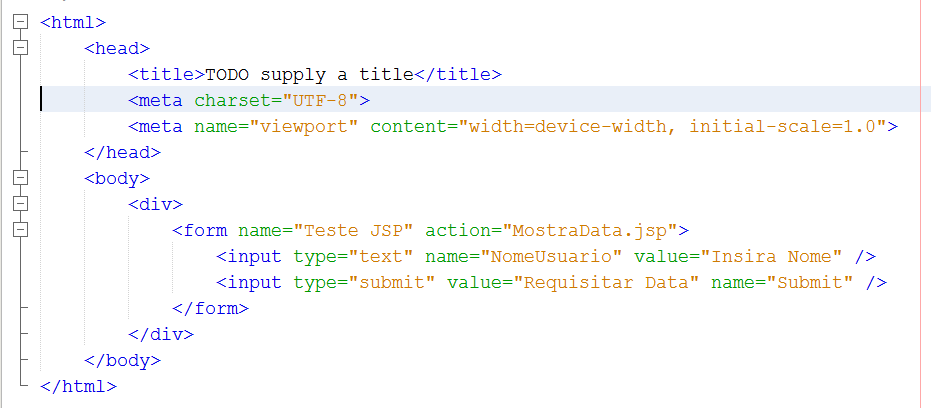 <html>
<head>
<title>TODO supply a title</title>
<meta charset="UTF-8">
<meta name="viewport" content="width=device-width, initial-scale=1.0">
</head>
<body>
<div>
<form name="Teste JSP" action="MostraData.jsp">
<input type="text" name="NomeUsuario" value="Insira Nome" />
<input type="submit" value="Requisitar Data" name="Submit" />
</form>
</div>
</body>
</html>